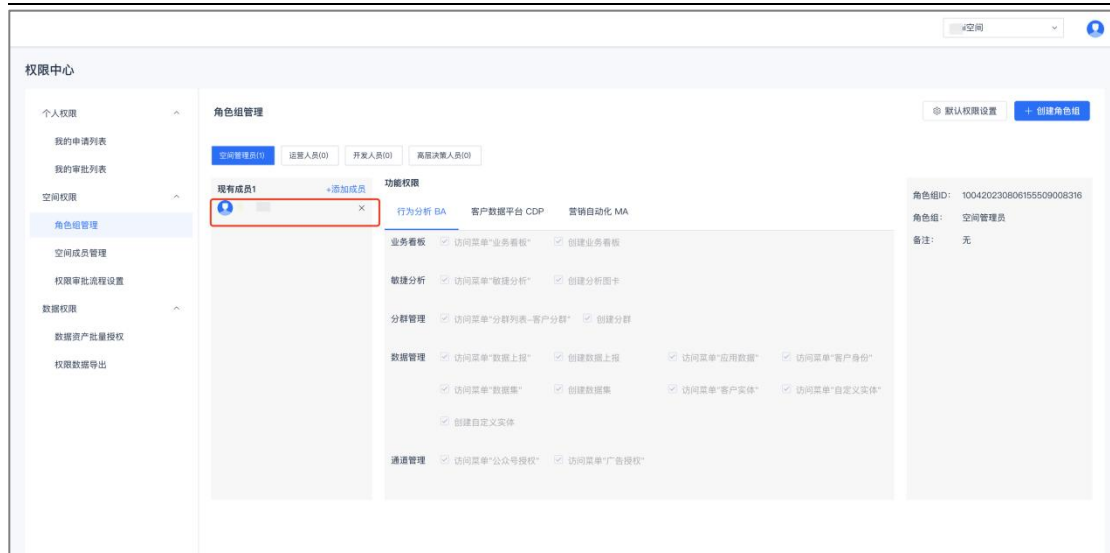 空间
权限中心
个人权限
我的申请列表
我的审批列表
空间权限
角色组管理
空间成员管理
权限审批流程设置
数据权限
数据资产批量授权
权限数据导出
角色组管理
默认权限设置
+ 创建角色组
空间管理员(1) 运营人员(0) 开发人员(0) 高层决策人员(0)
现有成员1 +添加成员
功能权限
行为分析 BA 客户数据平台 CDP 营销自动化 MA
业务看板 访问菜单"业务看板" 创建业务看板
敏捷分析 访问菜单"敏捷分析" 创建分析图卡
分群管理 访问菜单"分群列表-客户分群" 创建分群
数据管理 访问菜单"数据上报" 创建数据上报 访问菜单"应用数据" 访问菜单"客户身份"
访问菜单"数据集" 创建数据集 访问菜单"客户实体" 访问菜单"自定义实体"
创建自定义实体
通道管理 访问菜单"公众号授权" 访问菜单"广告授权"
角色组ID: 100420230806155509008316
角色组: 空间管理员
备注: 无